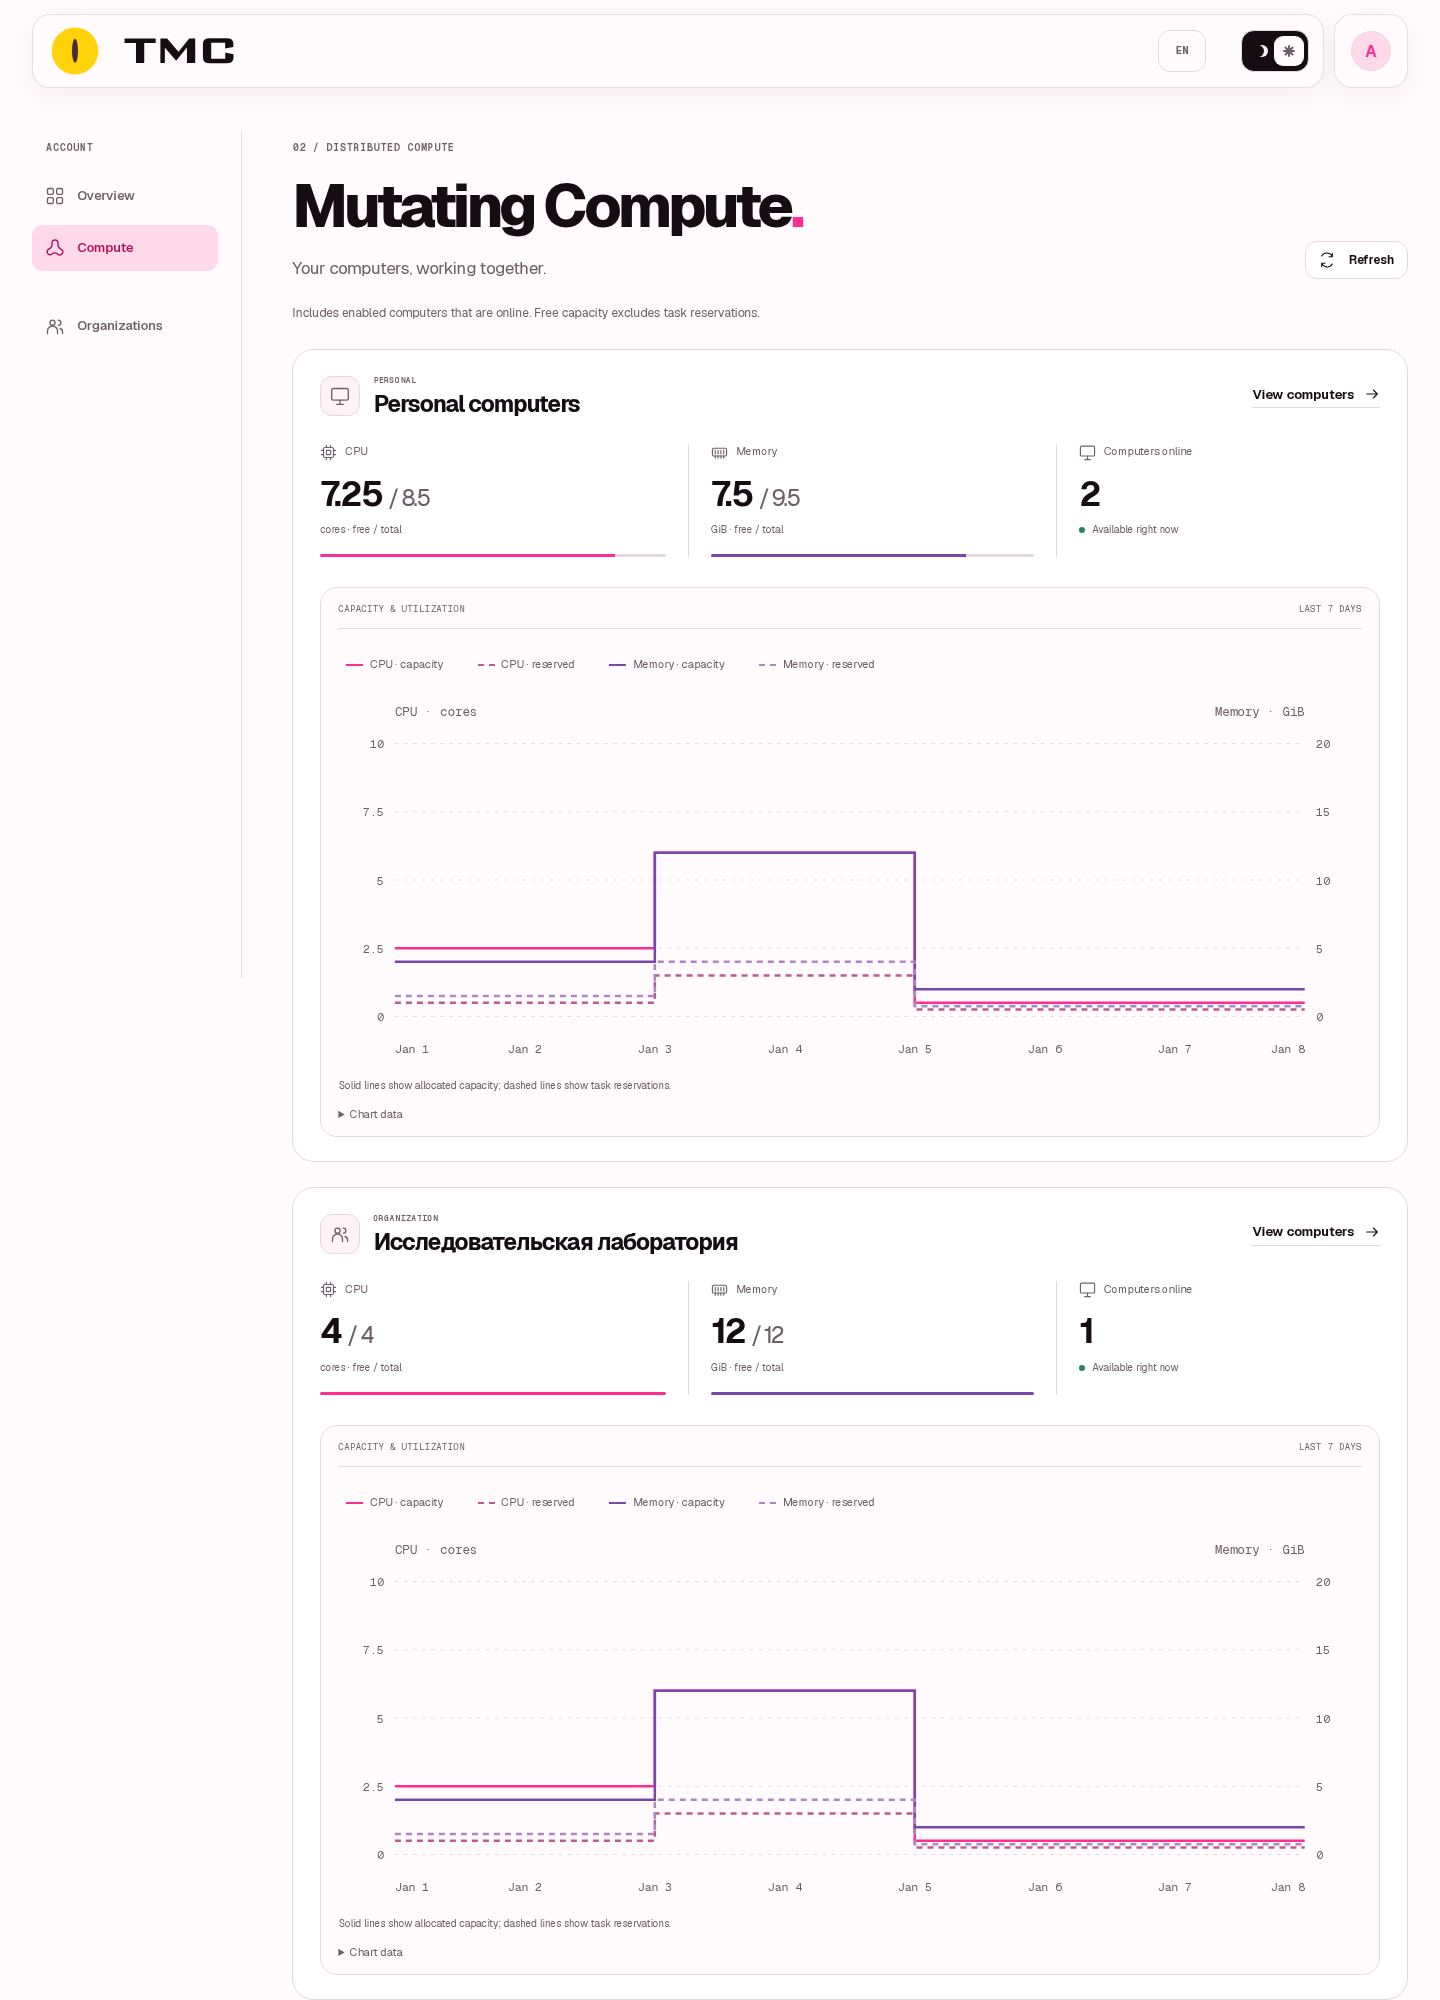 TMC
EN
A
ACCOUNT
Overview
Compute
Organizations
02 / DISTRIBUTED COMPUTE
Mutating Compute.
Your computers, working together.
Refresh
Includes enabled computers that are online. Free capacity excludes task reservations.
PERSONAL
Personal computers
View computers
CPU
7.25 / 8.5
cores · free / total
Memory
7.5 / 9.5
GiB · free / total
Computers online
2
Available right now
CAPACITY & UTILIZATION
LAST 7 DAYS
CPU · capacity
CPU · reserved
Memory · capacity
Memory · reserved
CPU · cores
Memory · GiB
10
20
7.5
15
5
10
2.5
5
0
0
Jan 1
Jan 2
Jan 3
Jan 4
Jan 5
Jan 6
Jan 7
Jan 8
Solid lines show allocated capacity; dashed lines show task reservations.
Chart data
ORGANIZATION
Исследовательская лаборатория
View computers
CPU
4 / 4
cores · free / total
Memory
12 / 12
GiB · free / total
Computers online
1
Available right now
CAPACITY & UTILIZATION
LAST 7 DAYS
CPU · capacity
CPU · reserved
Memory · capacity
Memory · reserved
CPU · cores
Memory · GiB
10
20
7.5
15
5
10
2.5
5
0
0
Jan 1
Jan 2
Jan 3
Jan 4
Jan 5
Jan 6
Jan 7
Jan 8
Solid lines show allocated capacity; dashed lines show task reservations.
Chart data